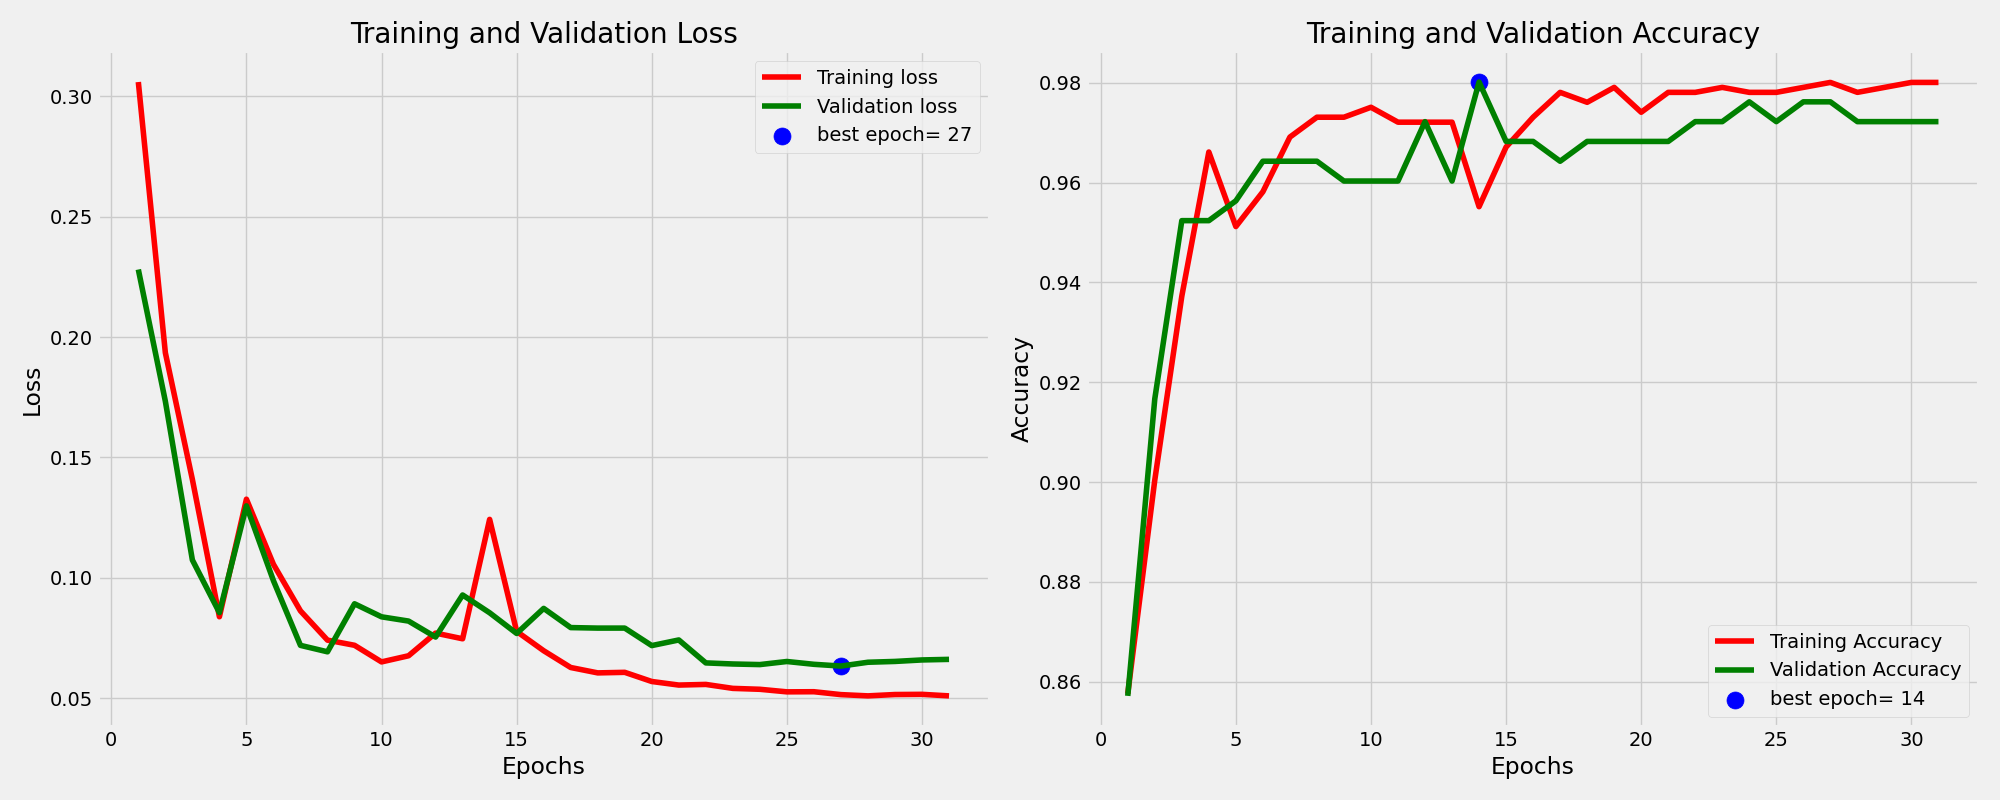 Training and Validation Loss
Loss
0.30
0.25
0.20
0.15
0.10
0.05
0 5 10 15 20 25 30
Epochs
Training loss
Validation loss
best epoch= 27
Training and Validation Accuracy
Accuracy
0.98
0.96
0.94
0.92
0.90
0.88
0.86
0 5 10 15 20 25 30
Epochs
Training Accuracy
Validation Accuracy
best epoch= 14